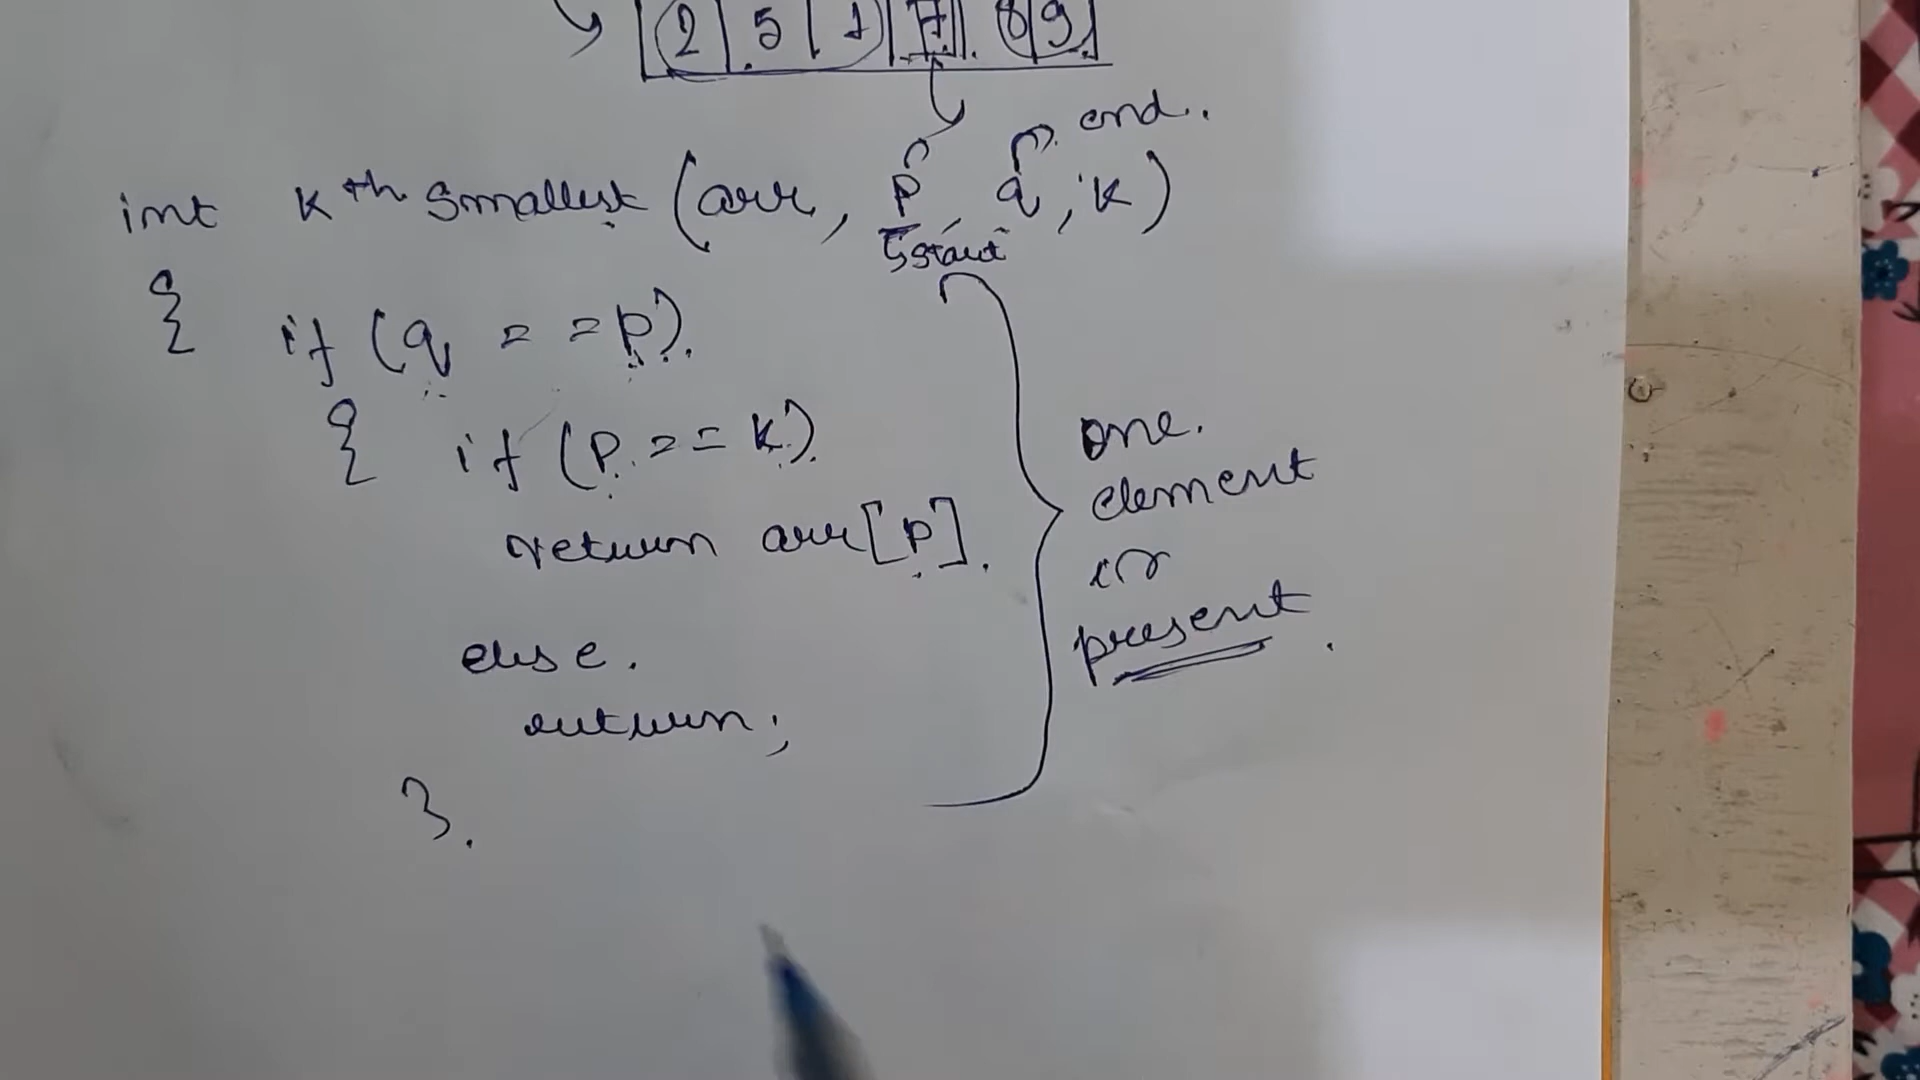 2 5 1 7 8 9
end.
int kth smallest (arr, p, q, k)
start
{ if (q == p)
{ if (p == k)
return arr[p].
else.
return;
}.
one.
element
is
present.